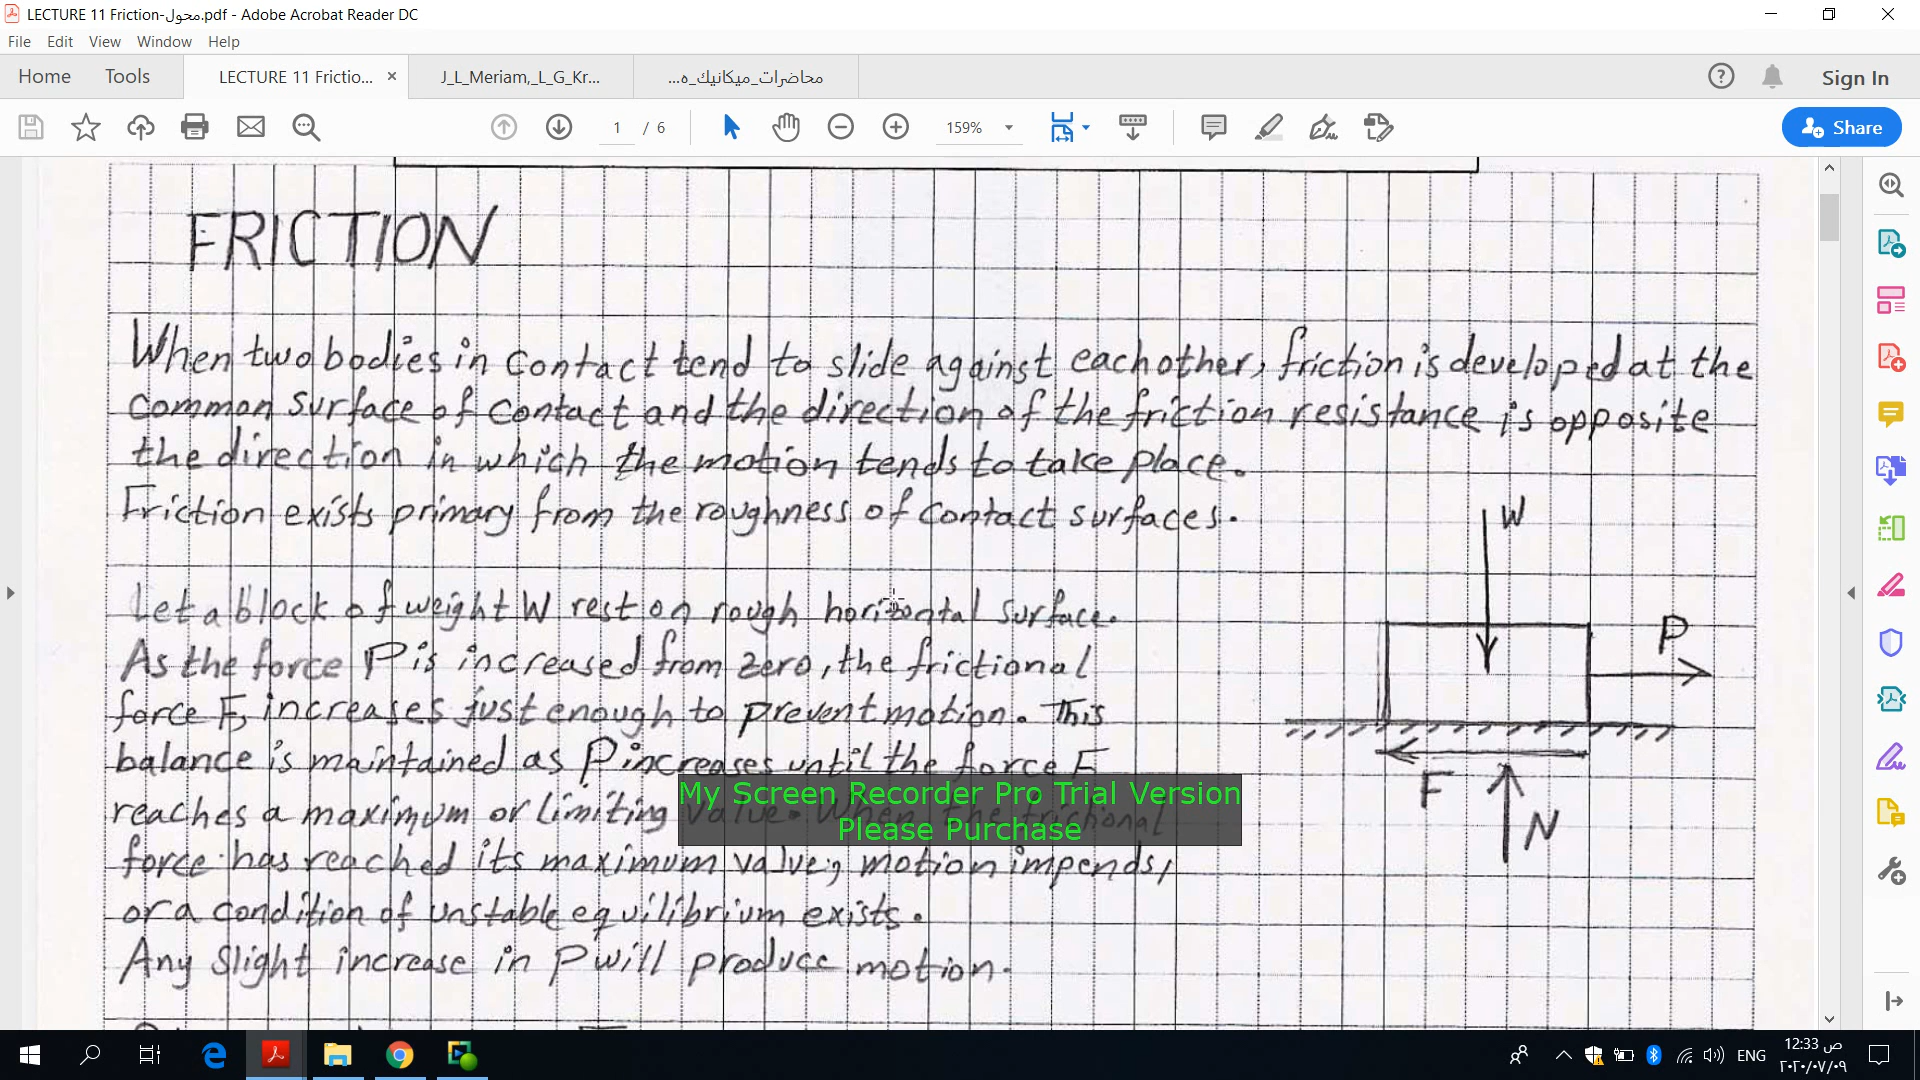 LECTURE 11 Friction-محول.pdf - Adobe Acrobat Reader DC
File Edit View Window Help
Home Tools LECTURE 11 Frictio... × J_L_Meriam,_L_G_Kr... محاضرات_ميكانيك_ه... Sign In
1 / 6 159% Share
FRICTION
When two bodies in contact tend to slide against eachother, friction is developed at the
common surface of contact and the direction of the friction resistance is opposite
the direction in which the motion tends to take place.
Friction exists primary from the roughness of contact surfaces.
W
Let a block of weight W rest on rough horizontal surface.
As the force P is increased from zero, the frictional
P
force F, increases just enough to prevent motion. This
balance is maintained as P increases until the force F
My Screen Recorder Pro Trial Version
Please Purchase
reaches a maximum or limiting value. When the frictional
F
N
force has reached its maximum value, motion impends,
or a condition of unstable equilibrium exists.
Any slight increase in P will produce motion.
ENG
12:33 ص
٢٠٢٠/٠٧/٠٩